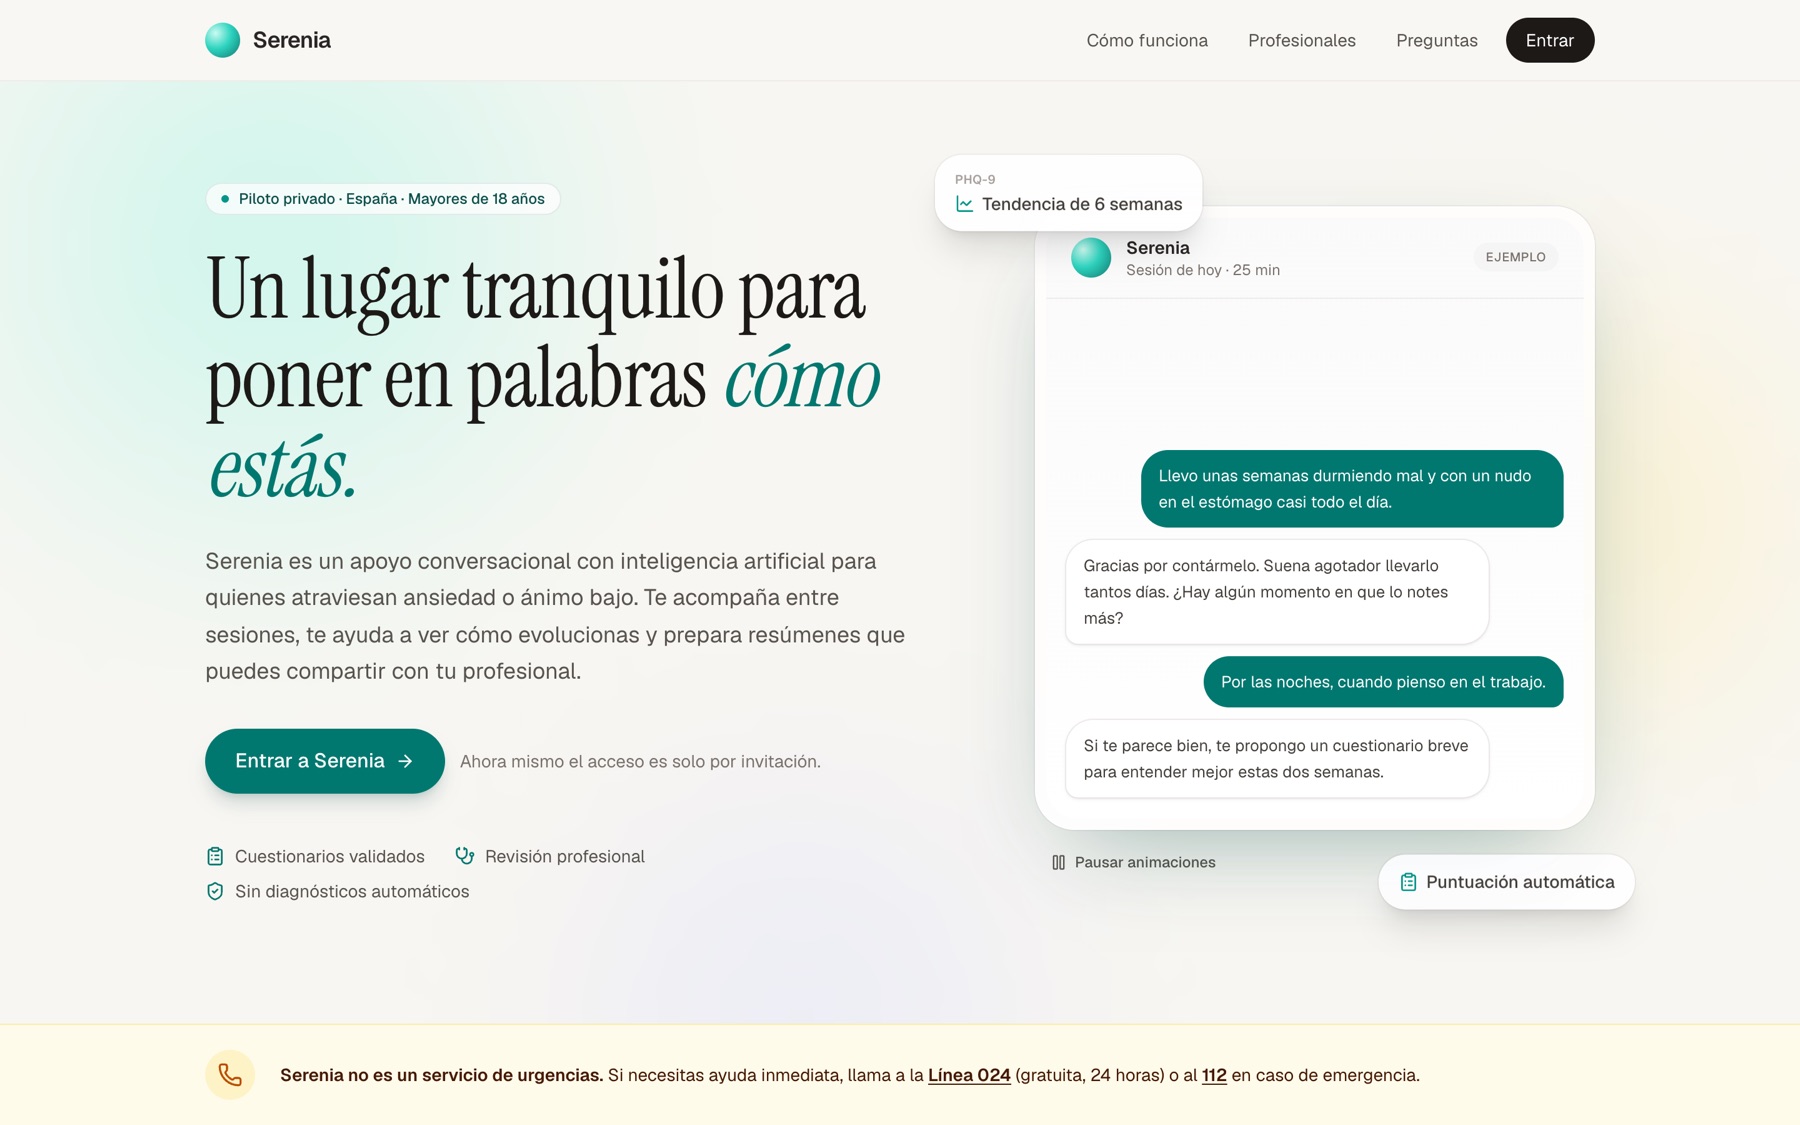 Serenia
Cómo funciona
Profesionales
Preguntas
Entrar
Piloto privado · España · Mayores de 18 años
Un lugar tranquilo para
poner en palabras cómo
estás.
Serenia es un apoyo conversacional con inteligencia artificial para
quienes atraviesan ansiedad o ánimo bajo. Te acompaña entre
sesiones, te ayuda a ver cómo evolucionas y prepara resúmenes que
puedes compartir con tu profesional.
Entrar a Serenia
Ahora mismo el acceso es solo por invitación.
Cuestionarios validados
Revisión profesional
Sin diagnósticos automáticos
PHQ-9
Tendencia de 6 semanas
Serenia
Sesión de hoy · 25 min
EJEMPLO
Llevo unas semanas durmiendo mal y con un nudo
en el estómago casi todo el día.
Gracias por contármelo. Suena agotador llevarlo
tantos días. ¿Hay algún momento en que lo notes
más?
Por las noches, cuando pienso en el trabajo.
Si te parece bien, te propongo un cuestionario breve
para entender mejor estas dos semanas.
Pausar animaciones
Puntuación automática
Serenia no es un servicio de urgencias. Si necesitas ayuda inmediata, llama a la Línea 024 (gratuita, 24 horas) o al 112 en caso de emergencia.